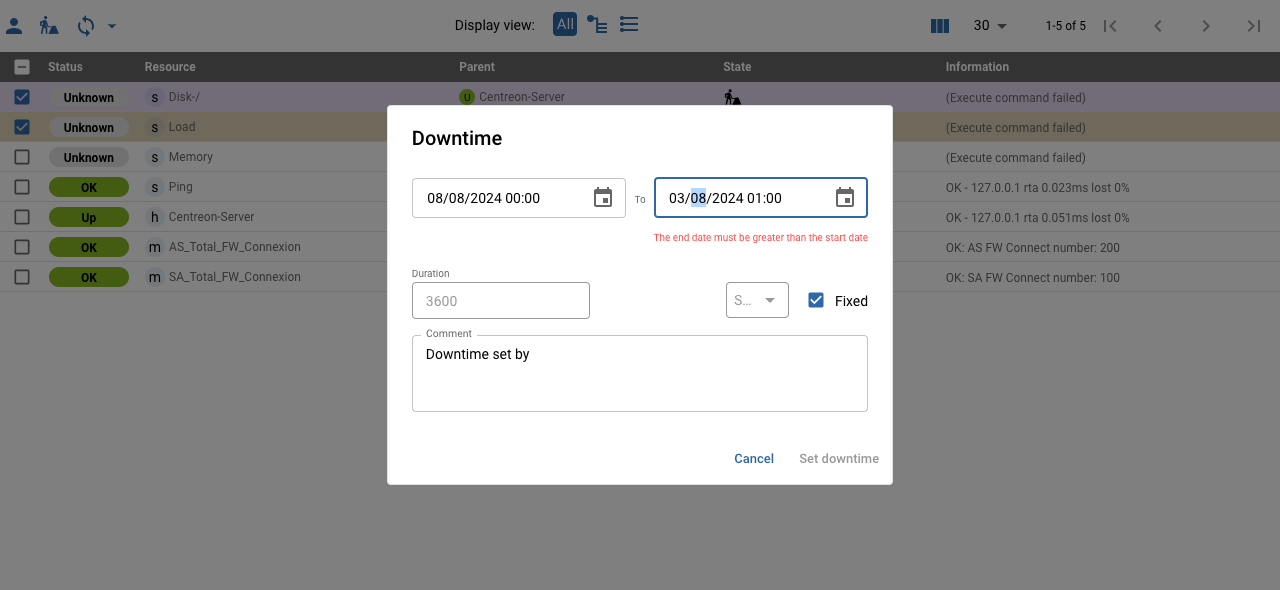 Display view: All 30 1-5 of 5
Status Resource Parent State Information
Unknown s Disk-/ U Centreon-Server (Execute command failed)
Unknown s Load (Execute command failed)
Unknown s Memory (Execute command failed)
OK s Ping OK - 127.0.0.1 rta 0.023ms lost 0%
Up h Centreon-Server OK - 127.0.0.1 rta 0.051ms lost 0%
OK m AS_Total_FW_Connexion OK: AS FW Connect number: 200
OK m SA_Total_FW_Connexion OK: SA FW Connect number: 100
Downtime
08/08/2024 00:00 To 03/08/2024 01:00
The end date must be greater than the start date
Duration
3600 S... Fixed
Comment
Downtime set by
Cancel Set downtime